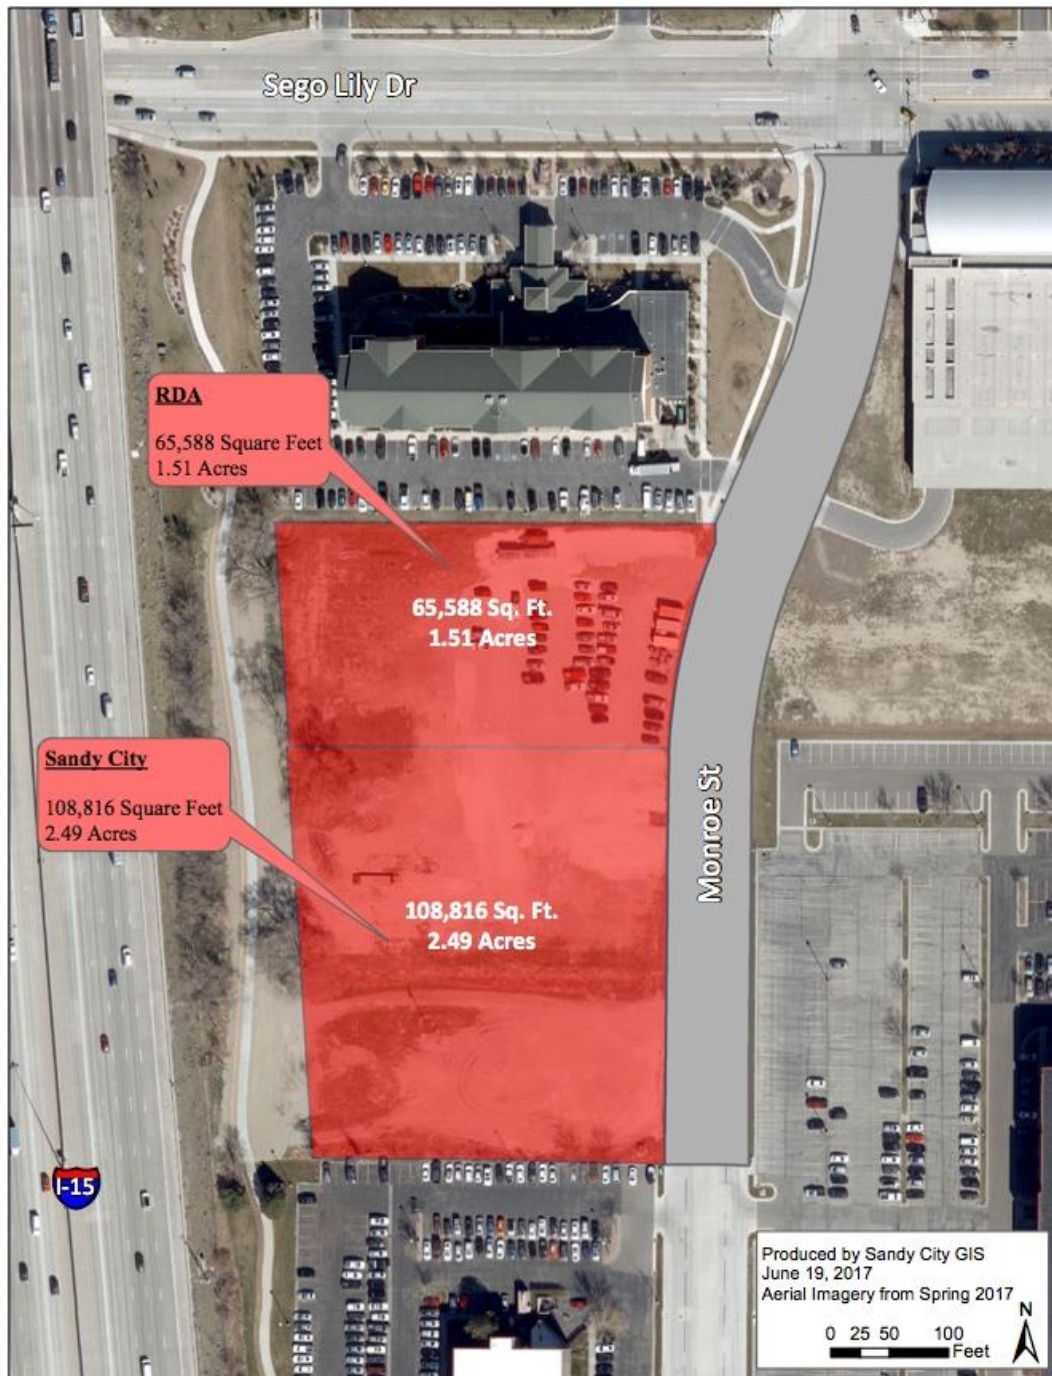 Sego Lily Dr
RDA
65,588 Square Feet
1.51 Acres
65,588 Sq. Ft.
1.51 Acres
Sandy City
108,816 Square Feet
2.49 Acres
Monroe St
108,816 Sq. Ft.
2.49 Acres
I-15
Produced by Sandy City GIS
June 19, 2017
Aerial Imagery from Spring 2017
N
0 25 50 100
Feet